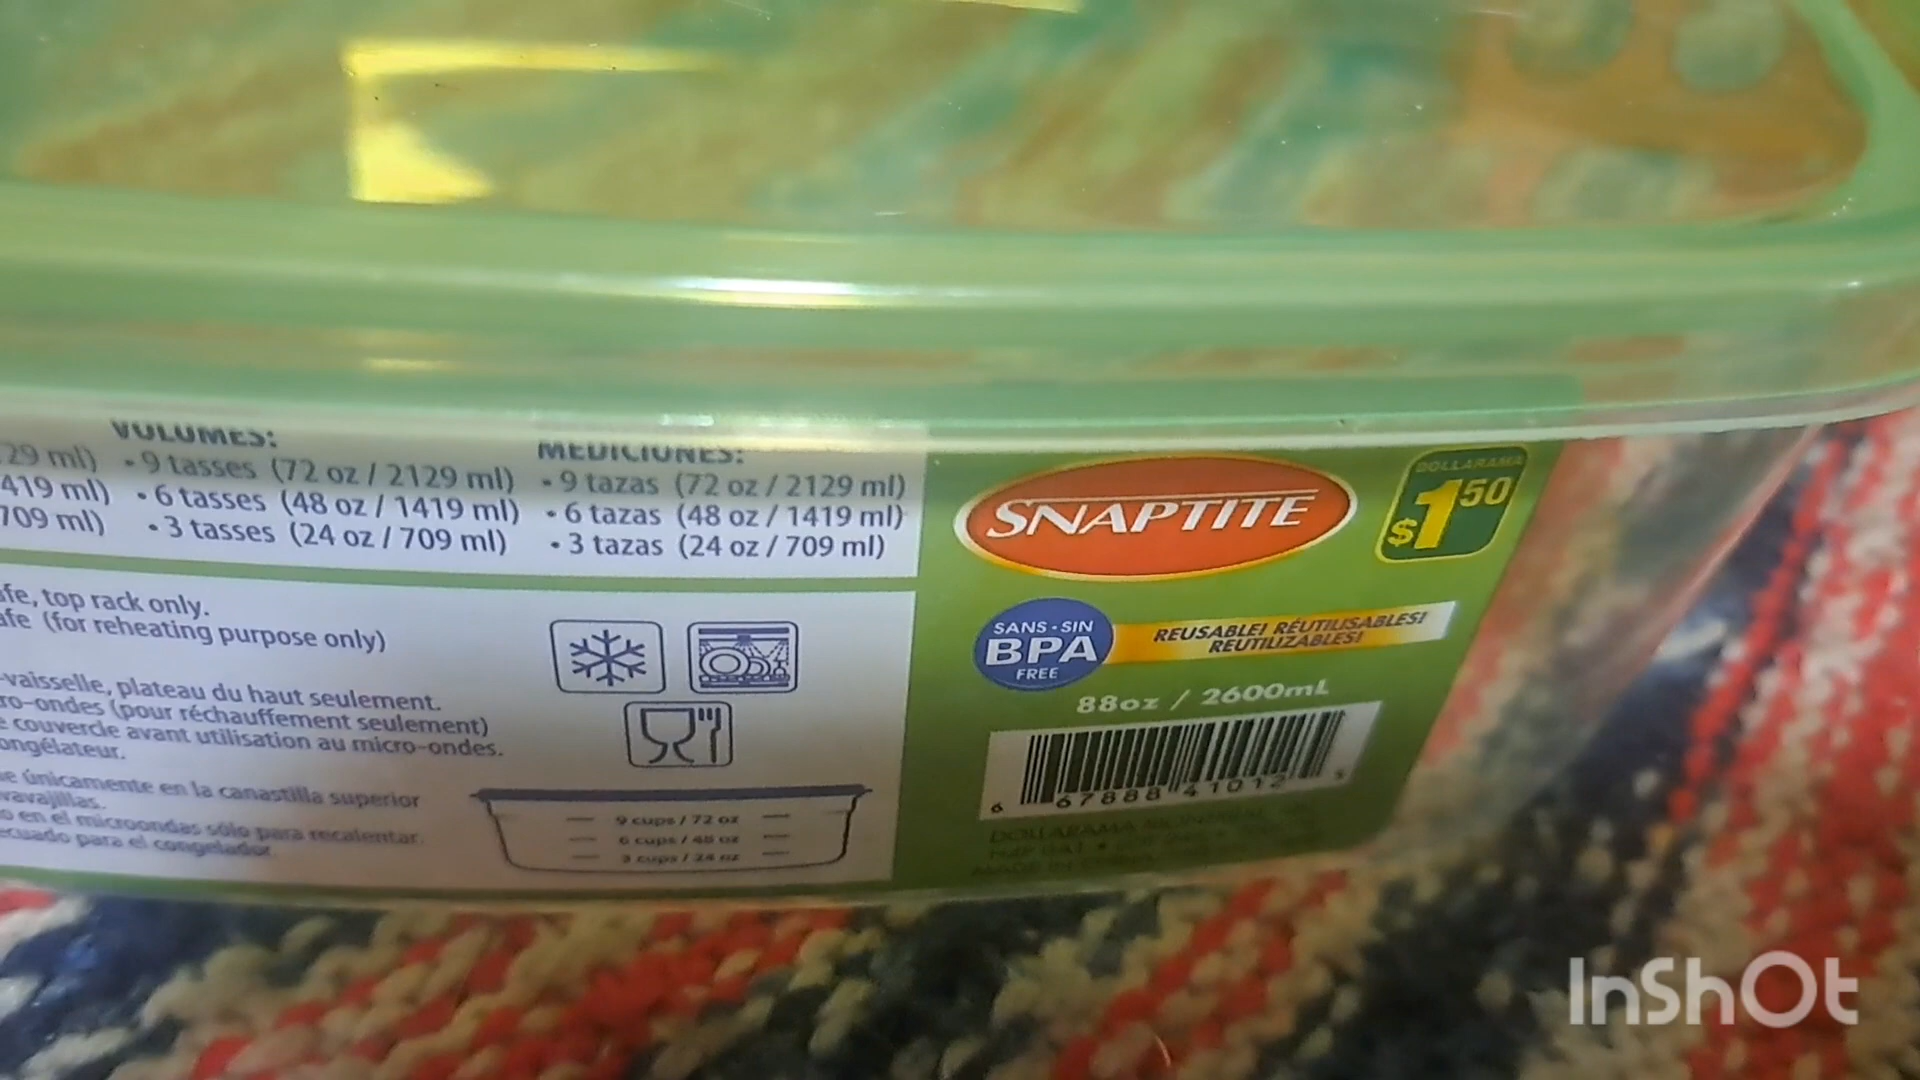 VOLUMES:
29 ml) • 9 tasses (72 oz / 2129 ml)
419 ml) • 6 tasses (48 oz / 1419 ml)
709 ml) • 3 tasses (24 oz / 709 ml)
MEDICIONES:
• 9 tazas (72 oz / 2129 ml)
• 6 tazas (48 oz / 1419 ml)
• 3 tazas (24 oz / 709 ml)
afe, top rack only.
afe (for reheating purpose only)
-vaisselle, plateau du haut seulement.
ro-ondes (pour réchauffement seulement)
e couvercle avant utilisation au micro-ondes.
ongélateur.
e únicamente en la canastilla superior
avavajillas.
o en el microondas sólo para recalentar.
ecuado para el congelador.
9 cups / 72 oz
6 cups / 48 oz
3 cups / 24 oz
SNAPTITE
DOLLARAMA
$1 50
SANS • SIN
BPA
FREE
REUSABLE! RÉUTILISABLES!
REUTILIZABLES!
88oz / 2600mL
6 67888 41012 5
DOLLARAMA
InShOt